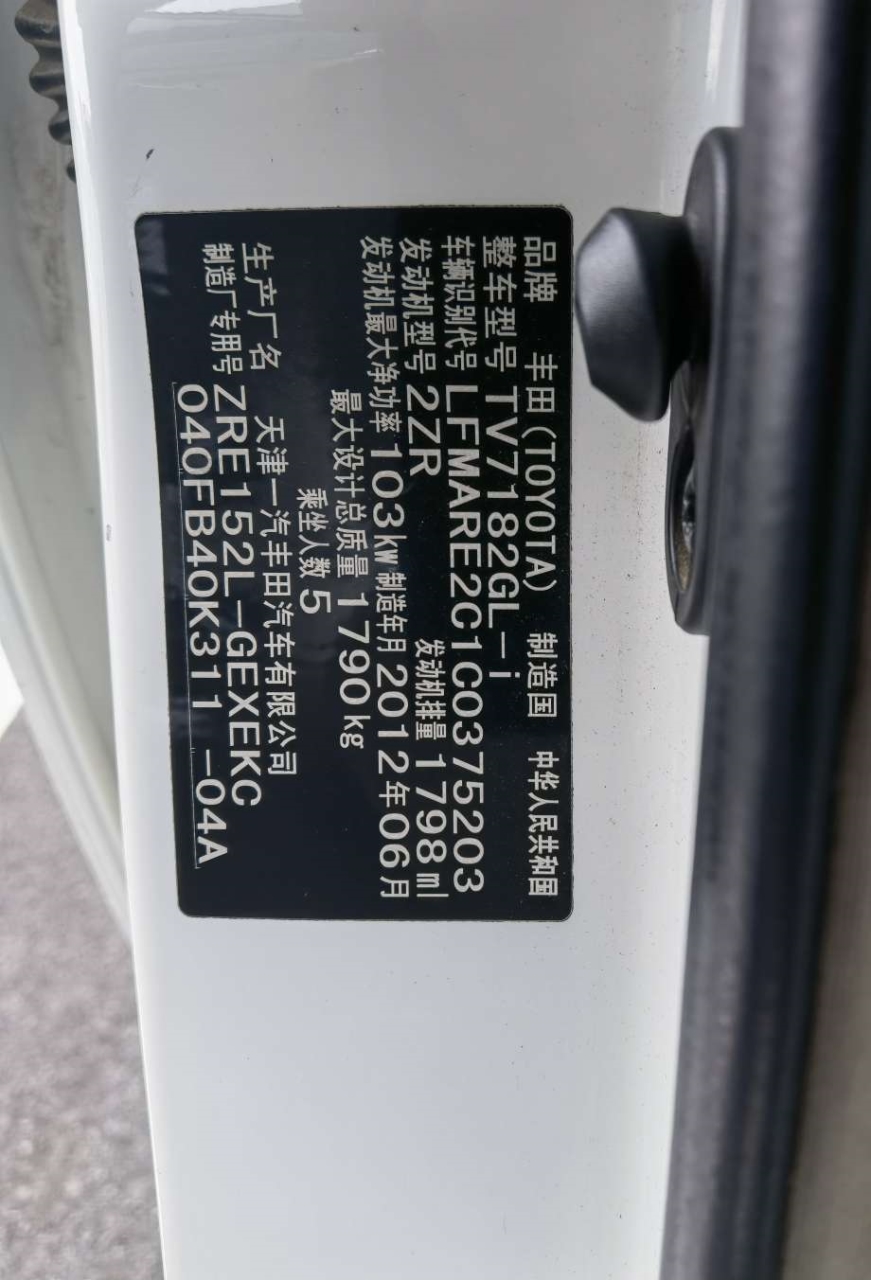 品牌 丰田(TOYOTA) 制造国 中华人民共和国
整车型号 TV7182GL-i
车辆识别代号 LFMARE2C1C0375203
发动机型号 2ZR 发动机排量 1798ml
发动机最大净功率 103kw 制造年月 2012年06月
最大设计总质量 1790kg
乘坐人数 5
生产厂名 天津一汽丰田汽车有限公司
制造厂专用号 ZRE152L-GEXEKC
040FB40K311 -04A